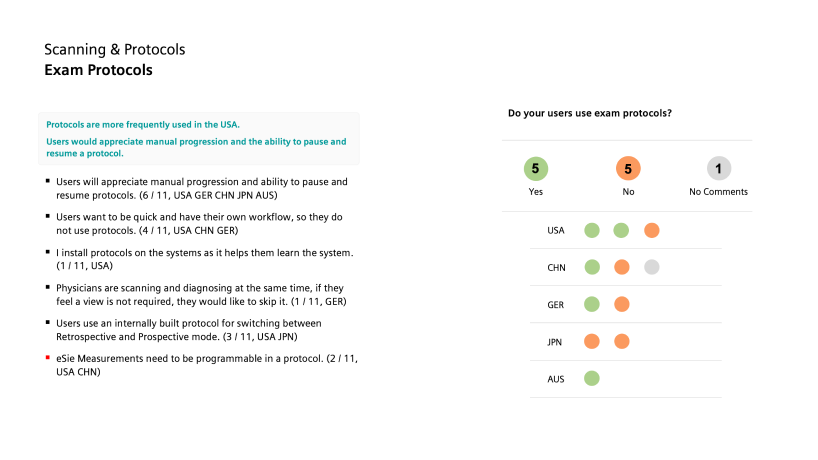 Scanning & Protocols
Exam Protocols
Protocols are more frequently used in the USA.
Users would appreciate manual progression and the ability to pause and
resume a protocol.
Users will appreciate manual progression and ability to pause and
resume protocols. (6 / 11, USA GER CHN JPN AUS)
Users want to be quick and have their own workflow, so they do
not use protocols. (4 / 11, USA CHN GER)
I install protocols on the systems as it helps them learn the system.
(1 / 11, USA)
Physicians are scanning and diagnosing at the same time, if they
feel a view is not required, they would like to skip it. (1 / 11, GER)
Users use an internally built protocol for switching between
Retrospective and Prospective mode. (3 / 11, USA JPN)
eSie Measurements need to be programmable in a protocol. (2 / 11,
USA CHN)
Do your users use exam protocols?
5 5 1
Yes No No Comments
USA
CHN
GER
JPN
AUS